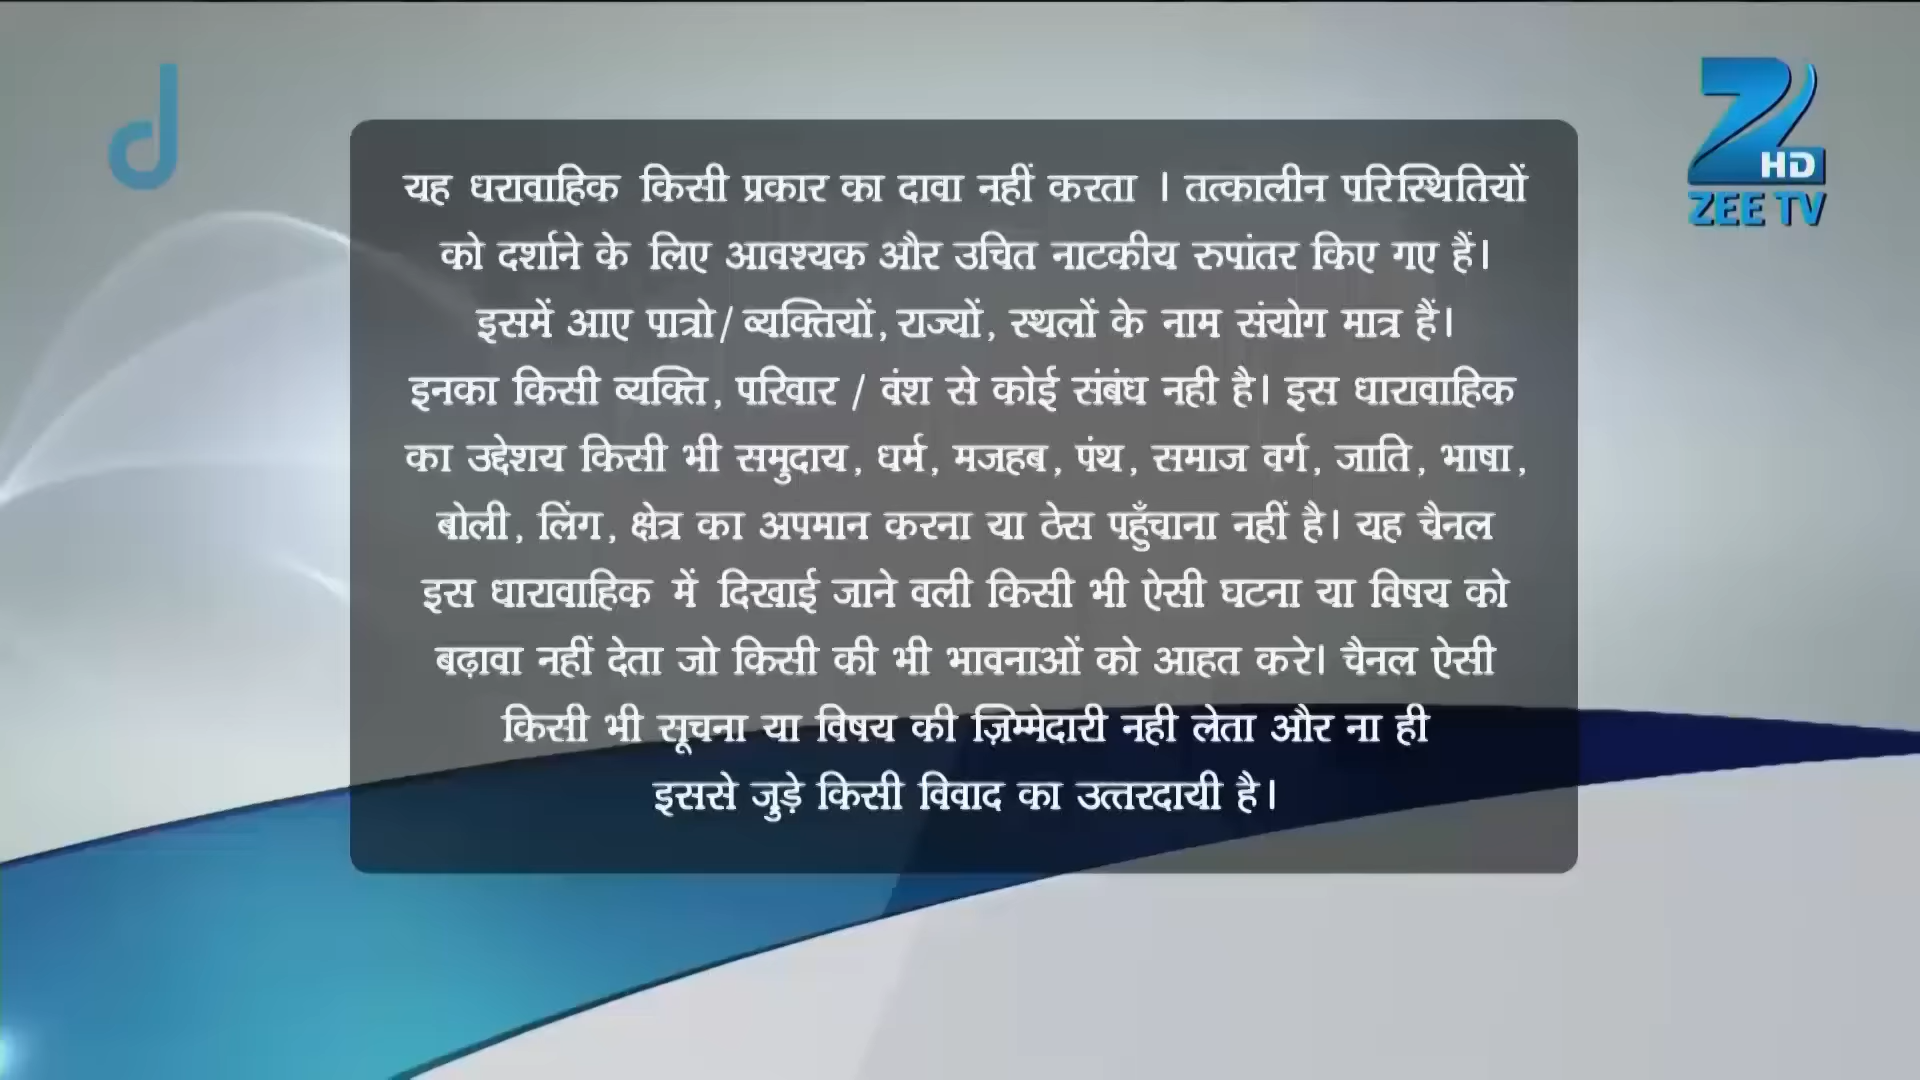 d
Z HD
ZEE TV
यह धरावाहिक किसी प्रकार का दावा नहीं करता । तत्कालीन परिस्थितियों
को दर्शाने के लिए आवश्यक और उचित नाटकीय रुपांतर किए गए हैं।
इसमें आए पात्रो/ व्यक्तियों, राज्यों, स्थलों के नाम संयोग मात्र हैं।
इनका किसी व्यक्ति, परिवार / वंश से कोई संबंध नही है। इस धारावाहिक
का उद्देशय किसी भी समुदाय, धर्म, मजहब, पंथ, समाज वर्ग, जाति, भाषा,
बोली, लिंग, क्षेत्र का अपमान करना या ठेस पहुँचाना नहीं है। यह चैनल
इस धारावाहिक में दिखाई जाने वली किसी भी ऐसी घटना या विषय को
बढ़ावा नहीं देता जो किसी की भी भावनाओं को आहत करे। चैनल ऐसी
किसी भी सूचना या विषय की ज़िम्मेदारी नही लेता और ना ही
इससे जुड़े किसी विवाद का उत्तरदायी है।